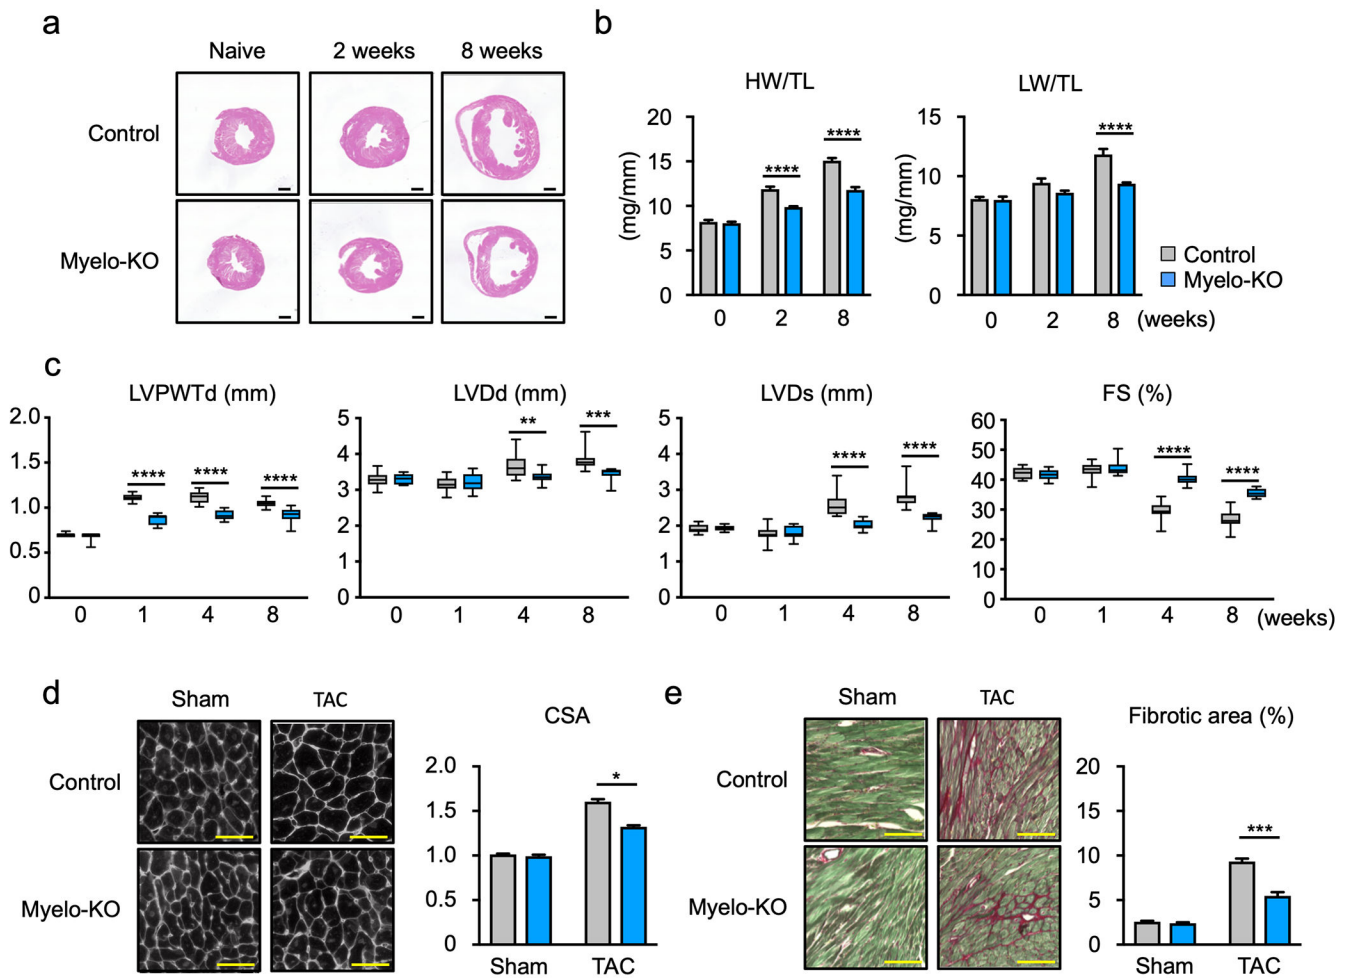 a
Naive 2 weeks 8 weeks
Control
Myelo-KO
b
HW/TL
(mg/mm)
20
15
10
5
0
****
****
0 2 8
LW/TL
(mg/mm)
15
10
5
0
****
0 2 8 (weeks)
Control
Myelo-KO
c
LVPWTd (mm)
2.0
1.5
1.0
0.5
0
**** **** ****
0 1 4 8
LVDd (mm)
5
4
3
2
1
0
** ***
0 1 4 8
LVDs (mm)
5
4
3
2
1
0
**** ****
0 1 4 8
FS (%)
60
50
40
30
20
10
0
**** ****
0 1 4 8 (weeks)
d
Sham TAC
Control
Myelo-KO
CSA
2.0
1.5
1.0
0.5
0
*
Sham TAC
e
Sham TAC
Control
Myelo-KO
Fibrotic area (%)
20
15
10
5
0
***
Sham TAC